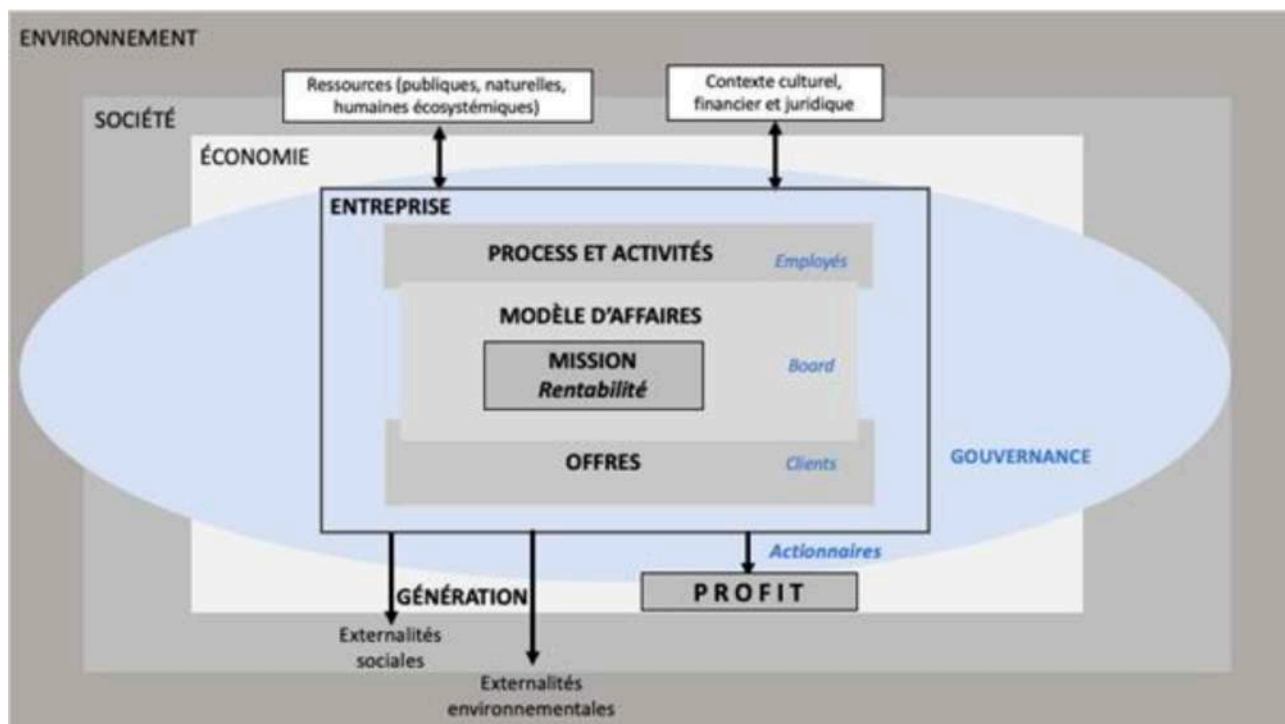 ENVIRONNEMENT
Ressources (publiques, naturelles,
humaines écosystémiques)
Contexte culturel,
financier et juridique
SOCIÉTÉ
ÉCONOMIE
ENTREPRISE
PROCESS ET ACTIVITÉS
Employés
MODÈLE D'AFFAIRES
MISSION
Rentabilité
Board
OFFRES
Clients
GOUVERNANCE
Actionnaires
GÉNÉRATION
PROFIT
Externalités
sociales
Externalités
environnementales